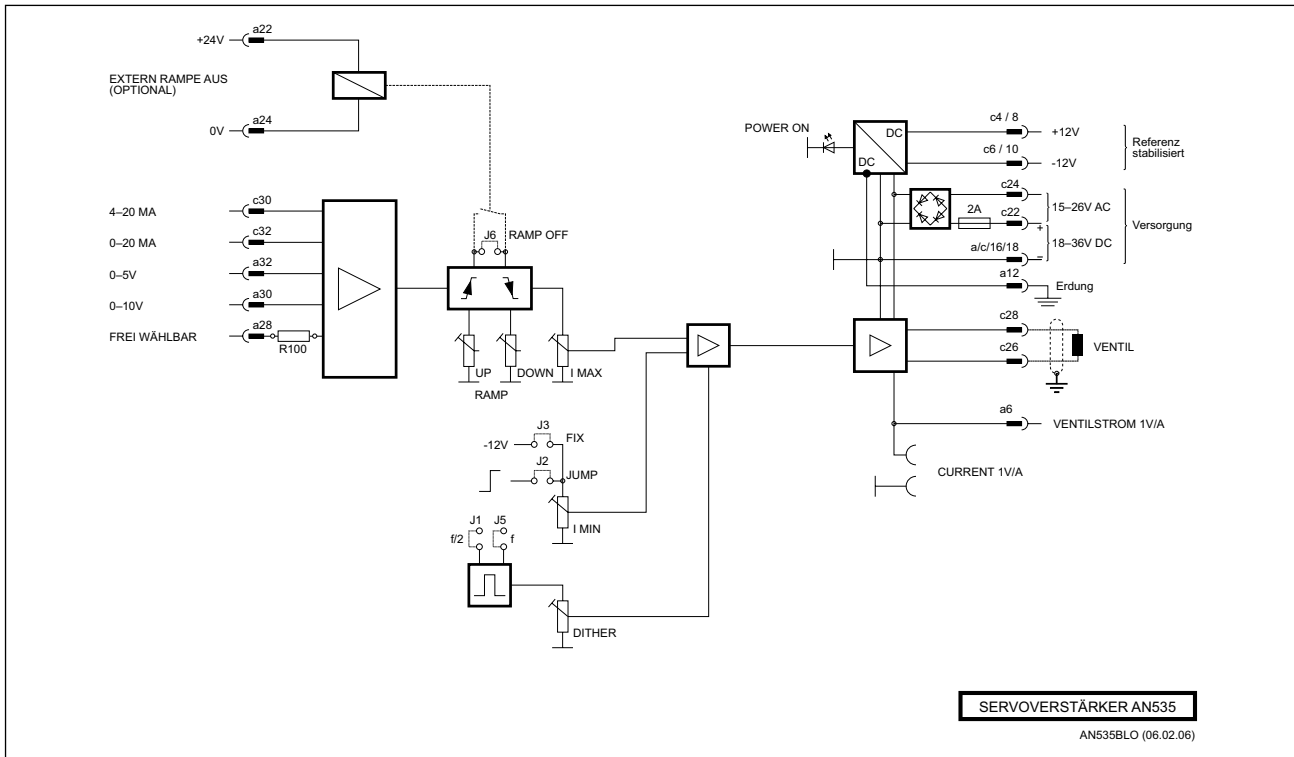 a22
+24V
EXTERN RAMPE AUS
(OPTIONAL)
a24
0V
c30
4–20 MA
c32
0–20 MA
a32
0–5V
a30
0–10V
a28
FREI WÄHLBAR
R100
J6
RAMP OFF
UP
DOWN
I MAX
RAMP
J3
-12V
FIX
J2
JUMP
I MIN
J1
J5
f/2
f
DITHER
POWER ON
DC
DC
c4 / 8
+12V
c6 / 10
-12V
Referenz
stabilisiert
c24
2A
c22
15–26V AC
+
18–36V DC
–
Versorgung
a/c/16/18
a12
Erdung
c28
c26
VENTIL
a6
VENTILSTROM 1V/A
CURRENT 1V/A
SERVOVERSTÄRKER AN535
AN535BLO (06.02.06)